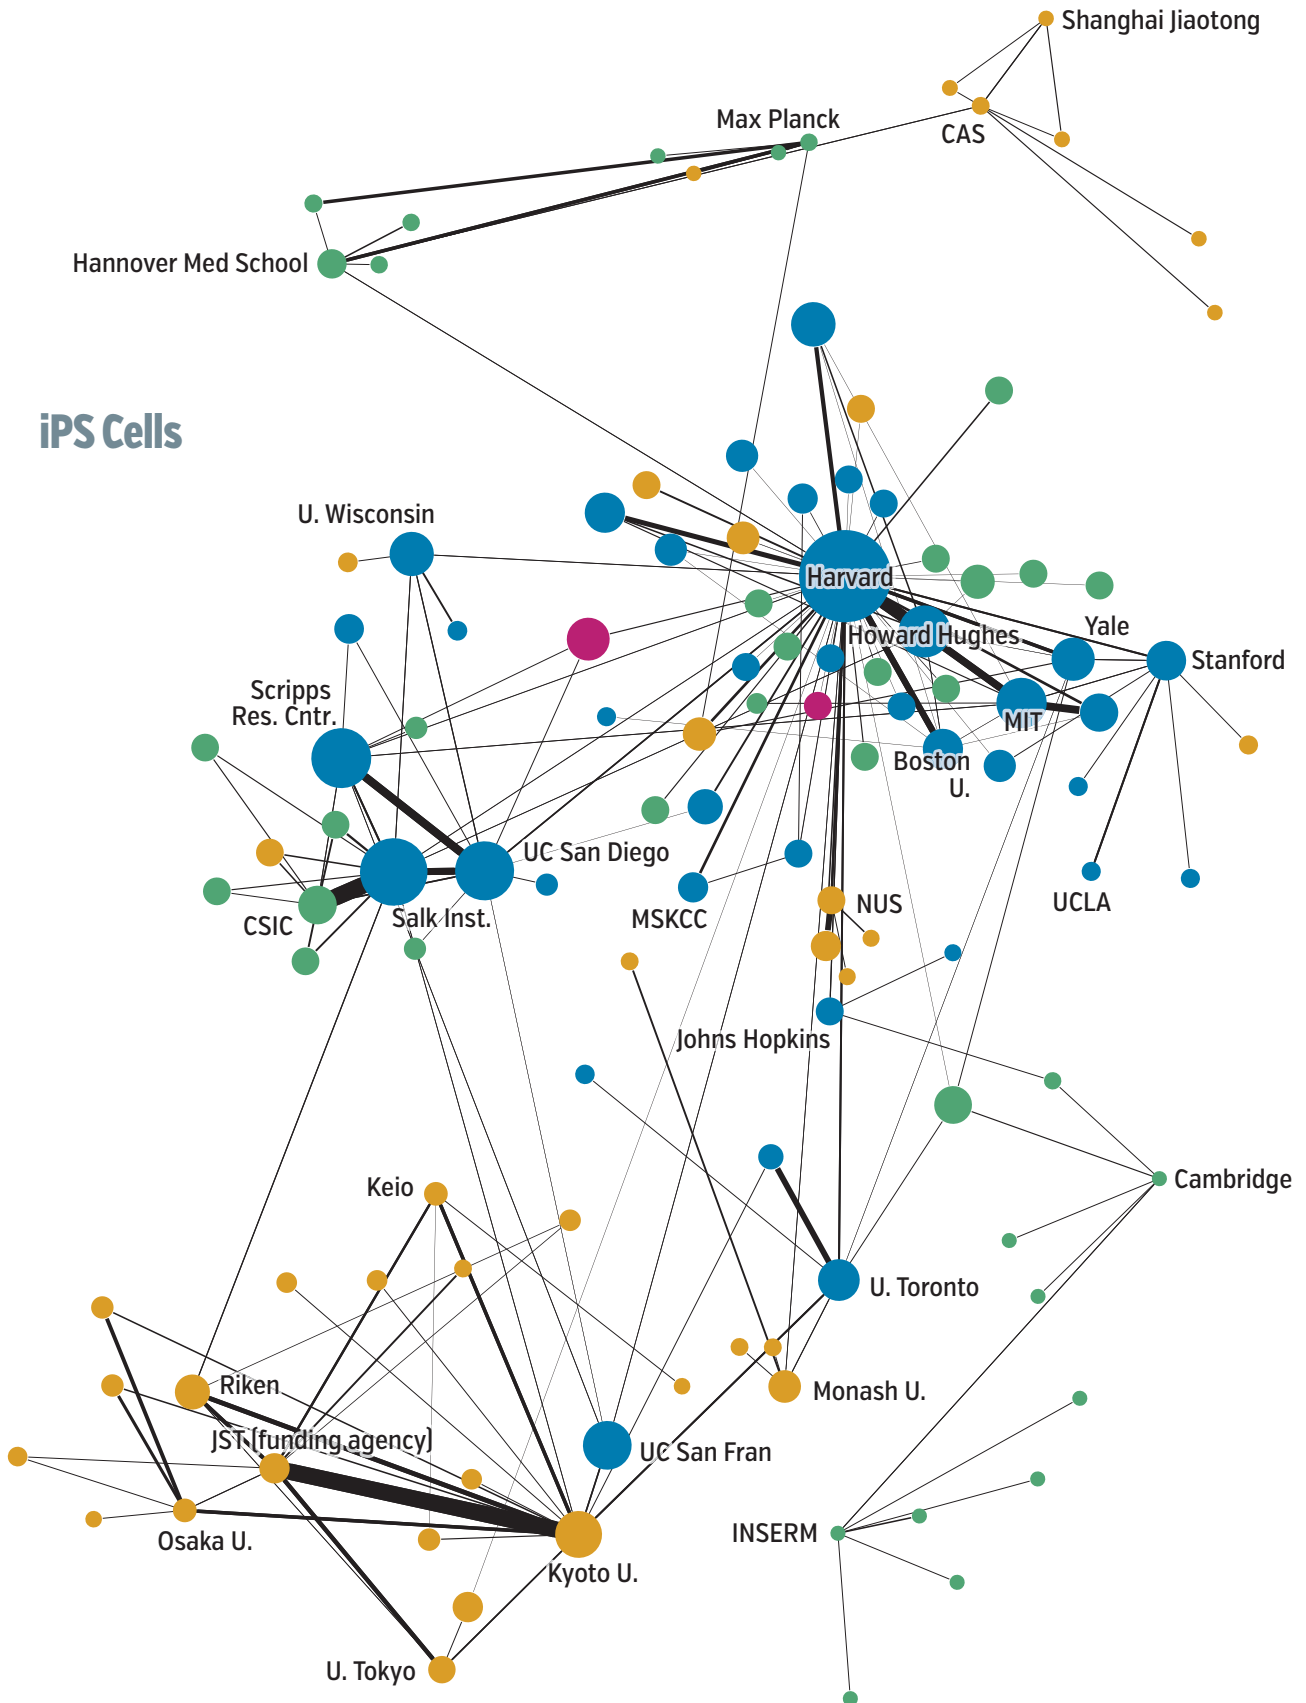 Shanghai Jiaotong
Max Planck
CAS
Hannover Med School
iPS Cells
U. Wisconsin
Harvard
Howard Hughes
Yale
Stanford
Scripps
Res. Cntr.
MIT
Boston
U.
UC San Diego
UCLA
CSIC
Salk Inst.
MSKCC
NUS
Johns Hopkins
Cambridge
Keio
U. Toronto
Riken
Monash U.
JST (funding agency)
UC San Fran
Osaka U.
INSERM
Kyoto U.
U. Tokyo